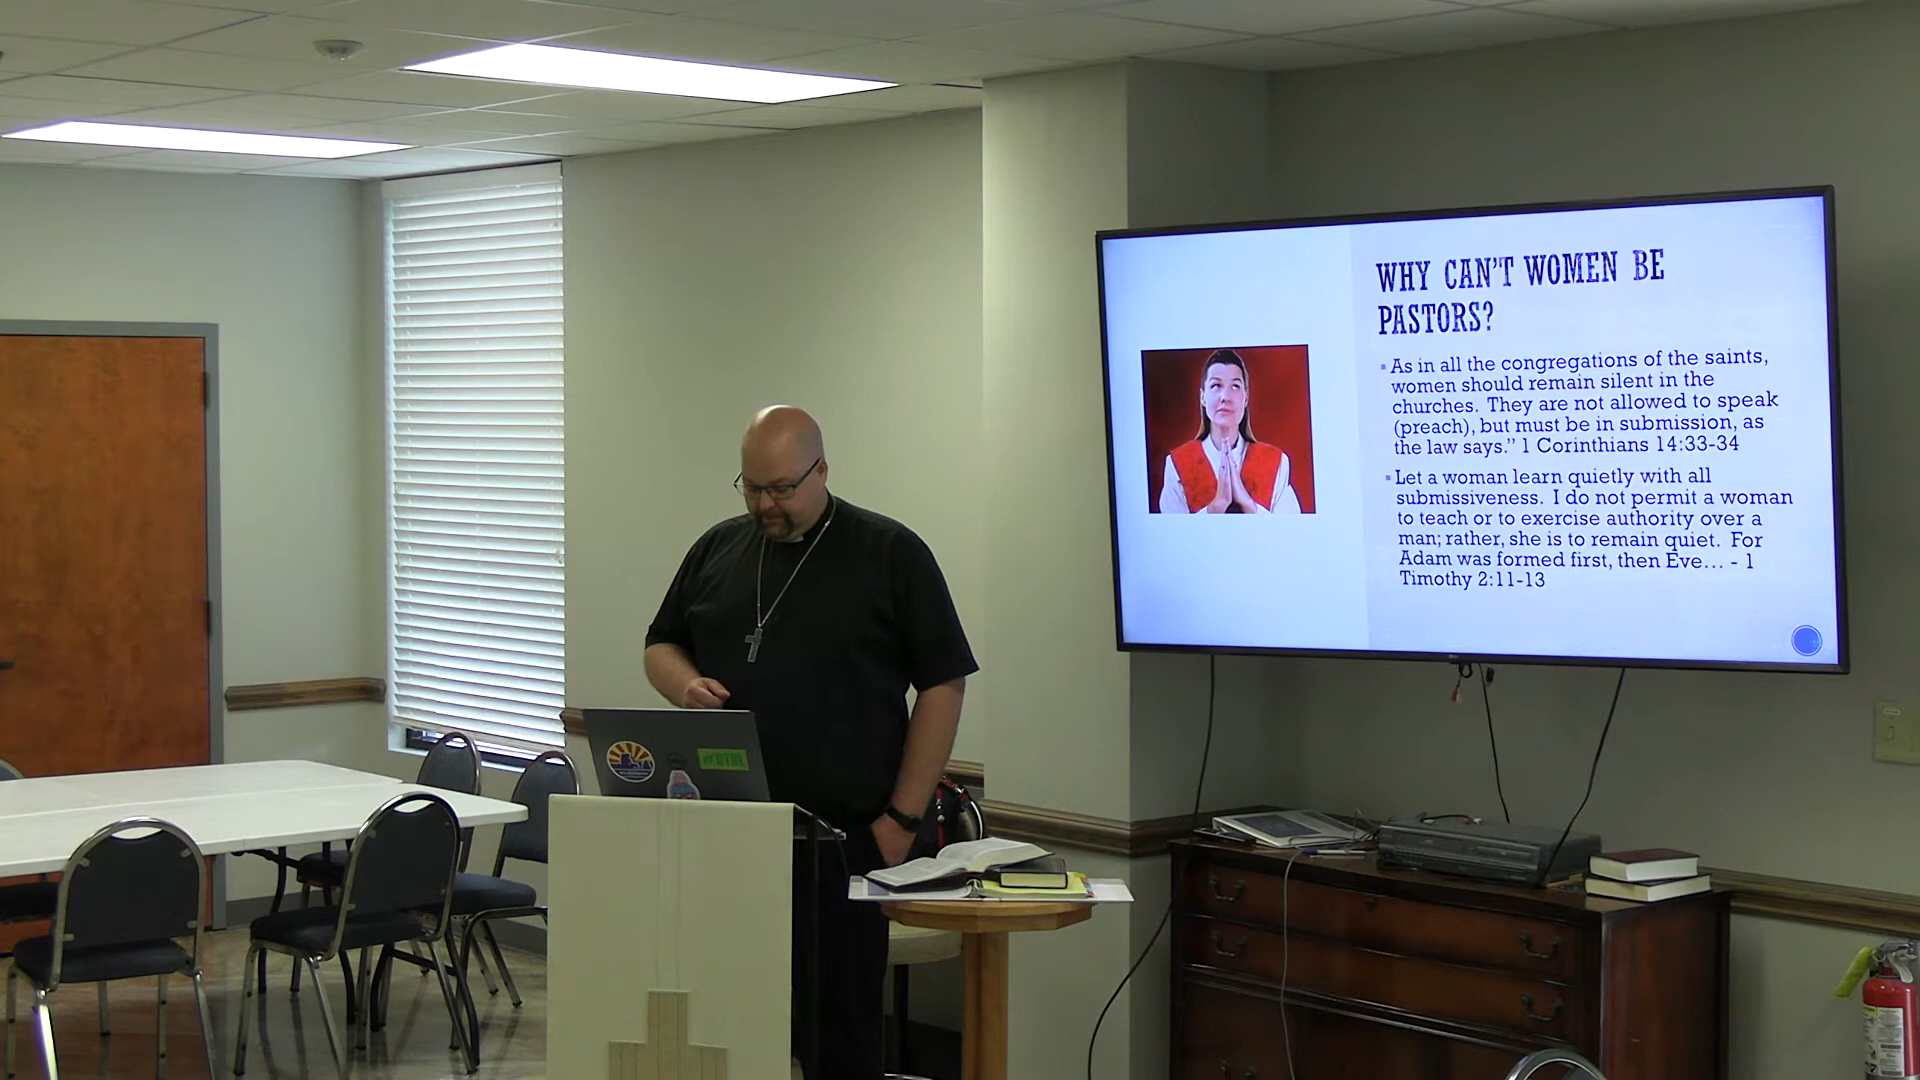 WHY CAN'T WOMEN BE
PASTORS?
As in all the congregations of the saints,
women should remain silent in the
churches. They are not allowed to speak
(preach), but must be in submission, as
the law says." 1 Corinthians 14:33-34
Let a woman learn quietly with all
submissiveness. I do not permit a woman
to teach or to exercise authority over a
man; rather, she is to remain quiet. For
Adam was formed first, then Eve... - 1
Timothy 2:11-13